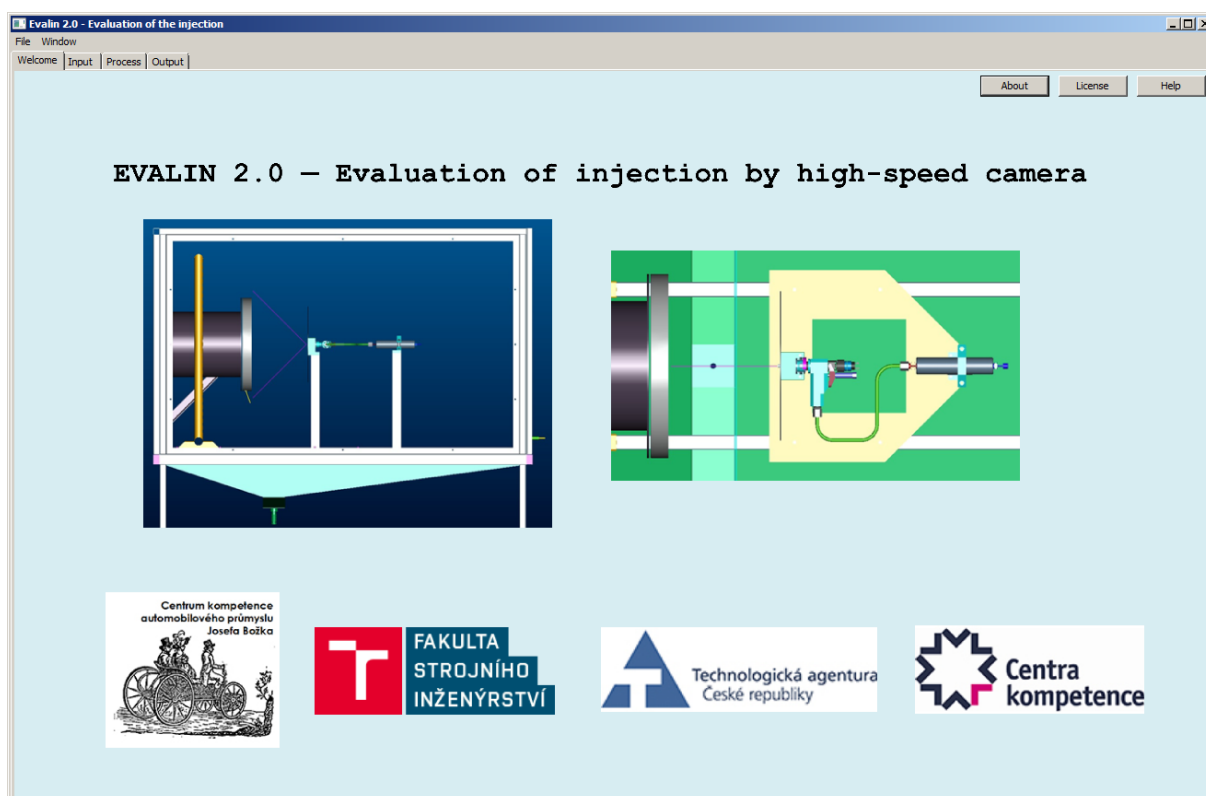 Evalin 2.0 - Evaluation of the injection
File Window
Welcome Input Process Output
About License Help
EVALIN 2.0 — Evaluation of injection by high-speed camera
Centrum kompetence
automobilového průmyslu
Josefa Božka
FAKULTA
STROJNÍHO
INŽENÝRSTVÍ
Technologická agentura
České republiky
Centra
kompetence